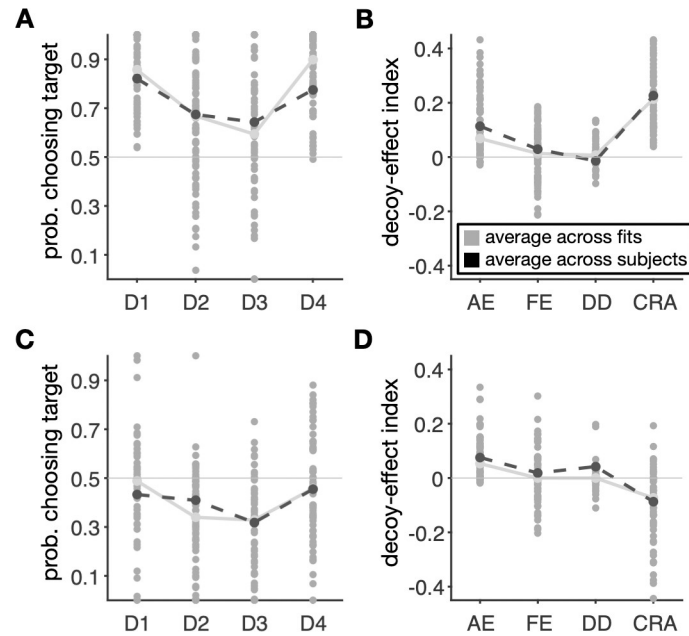 A
prob. choosing target
0.9
0.7
0.5
0.3
0.1
D1 D2 D3 D4
B
decoy-effect index
0.4
0.2
0
-0.2
-0.4
average across fits
average across subjects
AE FE DD CRA
C
prob. choosing target
0.9
0.7
0.5
0.3
0.1
D1 D2 D3 D4
D
decoy-effect index
0.4
0.2
0
-0.2
-0.4
AE FE DD CRA